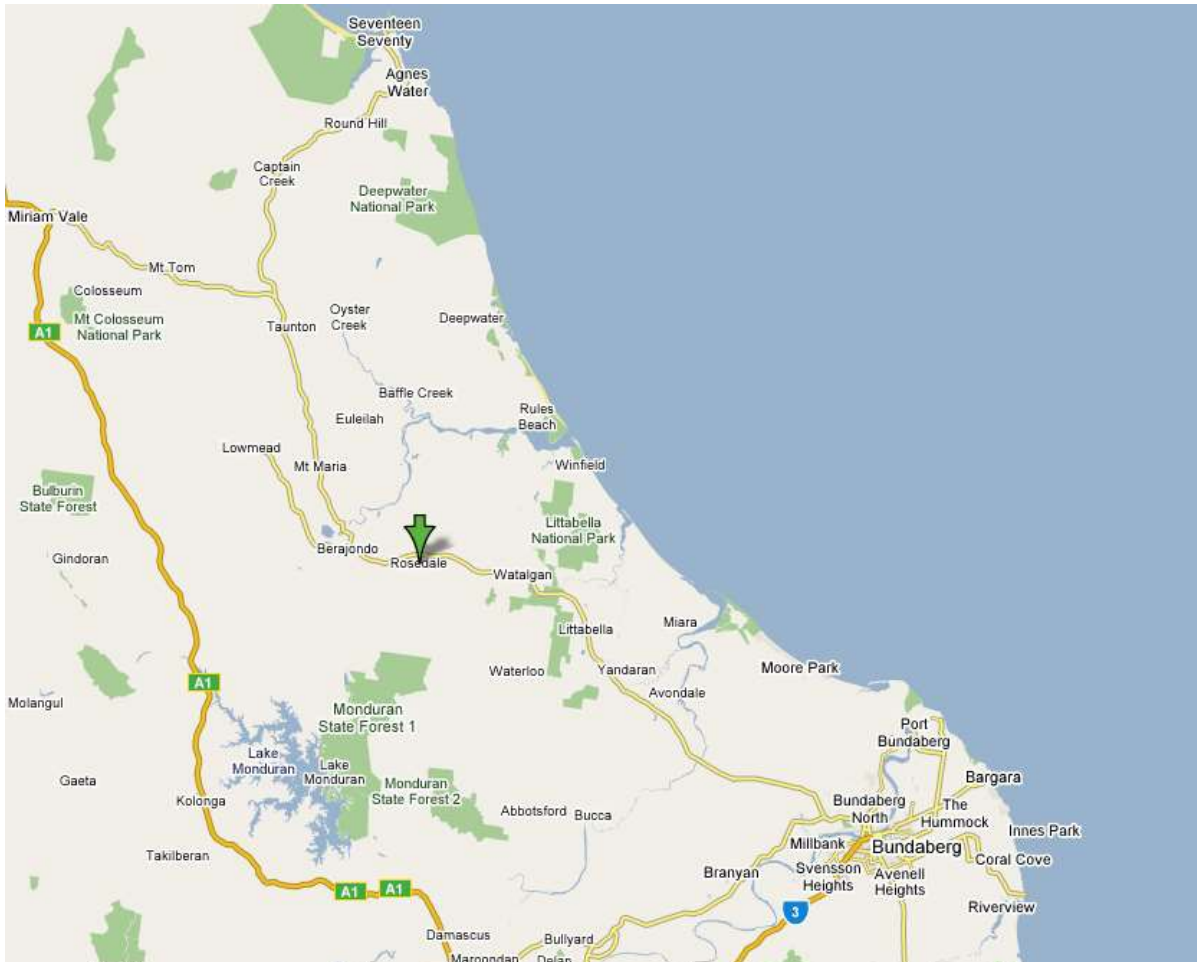 Seventeen
Seventy
Agnes
Water
Round Hill
Captain
Creek
Deepwater
National Park
Miriam Vale
Mt Tom
Colosseum
Mt Colosseum
National Park
A1
Oyster
Creek
Deepwater
Taunton
Baffle Creek
Euleilah
Rules
Beach
Lowmead
Mt Maria
Winfield
Bulburin
State Forest
Littabella
National Park
Berajondo
Gindoran
Rosedale
Watalgan
Miara
Littabella
Waterloo
Yandaran
Moore Park
A1
Avondale
Molangul
Monduran
State Forest 1
Port
Bundaberg
Lake
Monduran
Lake
Monduran
Gaeta
Monduran
State Forest 2
Bargara
Kolonga
Abbotsford
Bucca
Bundaberg
North
The
Hummock
Innes Park
Millbank
Bundaberg
Takilberan
Coral Cove
Branyan
Svensson
Heights
Avenell
Heights
A1
A1
Riverview
3
Damascus
Bullyard
Maroondan
Delan